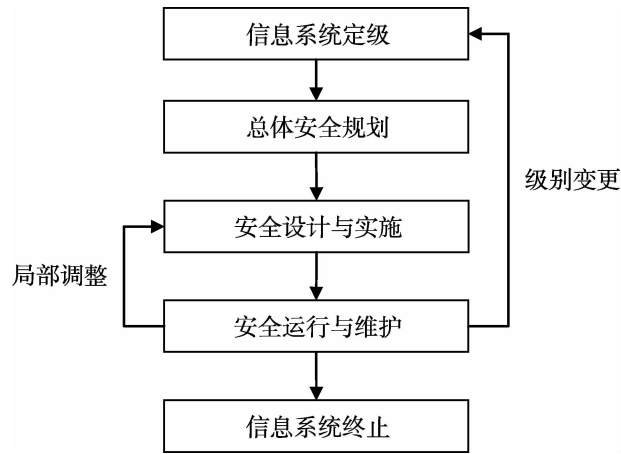 信息系统定级
总体安全规划
级别变更
安全设计与实施
局部调整
安全运行与维护
信息系统终止